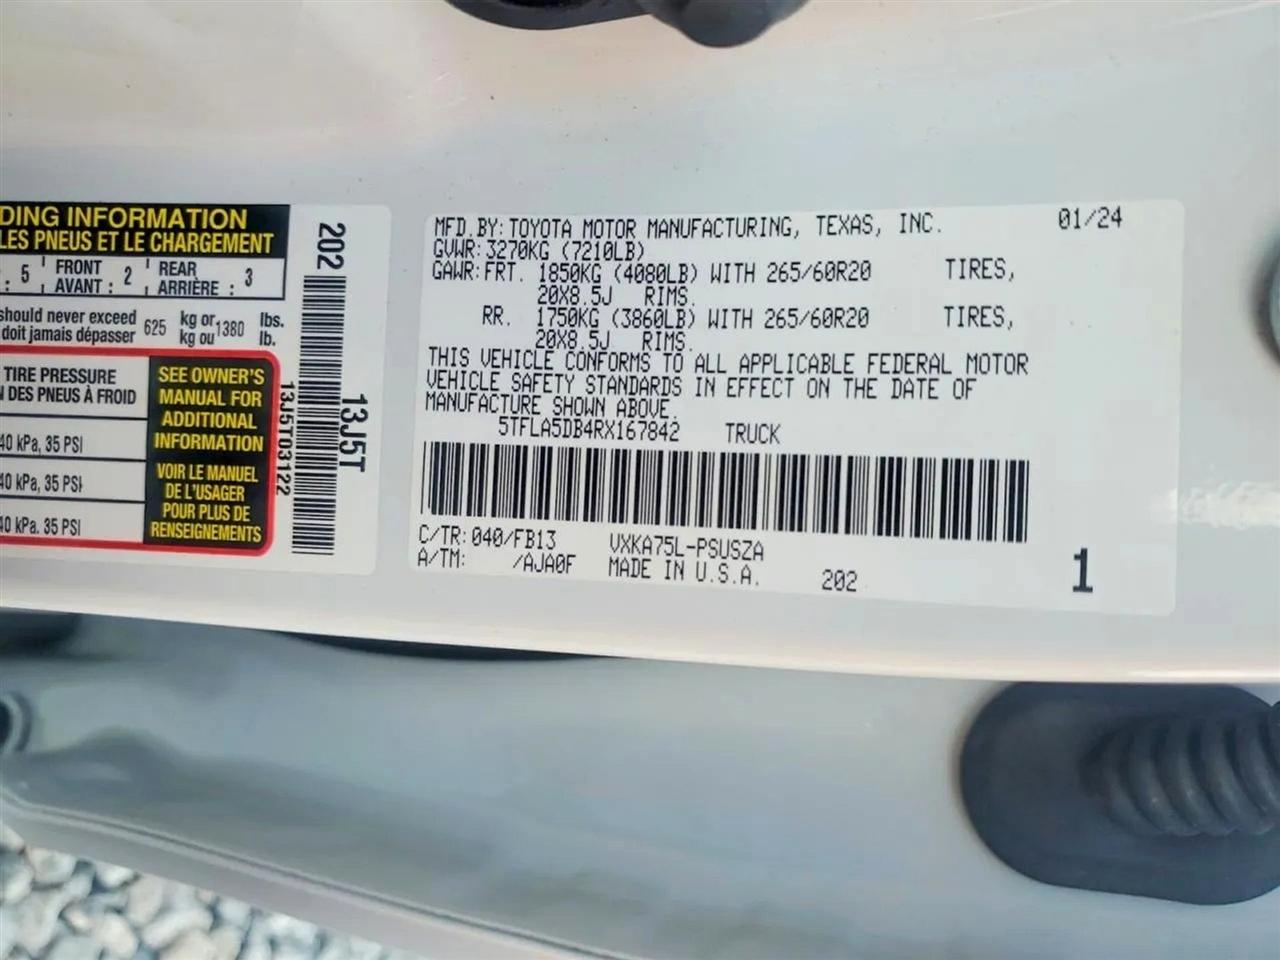 DING INFORMATION
LES PNEUS ET LE CHARGEMENT
: 5 FRONT AVANT : 2 REAR ARRIÈRE : 3
should never exceed 625 kg or 1380 lbs.
doit jamais dépasser kg ou lb.
TIRE PRESSURE
DES PNEUS À FROID
40 kPa, 35 PSI
40 kPa, 35 PSI
40 kPa. 35 PSI
SEE OWNER'S
MANUAL FOR
ADDITIONAL
INFORMATION
VOIR LE MANUEL
DE L'USAGER
POUR PLUS DE
RENSEIGNEMENTS
202
13J5T
13J5T03122
MFD.BY:TOYOTA MOTOR MANUFACTURING, TEXAS, INC. 01/24
GVWR:3270KG (7210LB)
GAWR:FRT. 1850KG (4080LB) WITH 265/60R20 TIRES,
20X8.5J RIMS.
RR. 1750KG (3860LB) WITH 265/60R20 TIRES,
20X8.5J RIMS.
THIS VEHICLE CONFORMS TO ALL APPLICABLE FEDERAL MOTOR
VEHICLE SAFETY STANDARDS IN EFFECT ON THE DATE OF
MANUFACTURE SHOWN ABOVE.
5TFLA5DB4RX167842 TRUCK
C/TR:040/FB13 VXKA75L-PSUSZA
A/TM: /AJA0F MADE IN U.S.A. 202 1